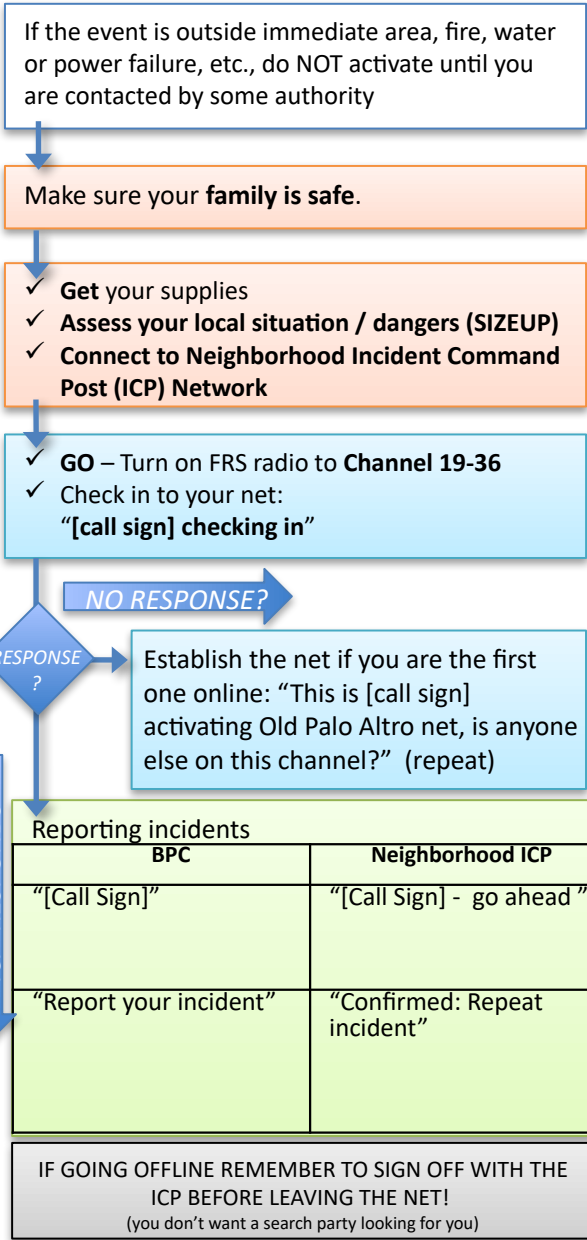 If the event is outside immediate area, fire, water
or power failure, etc., do NOT activate until you
are contacted by some authority
Make sure your family is safe.
✓ Get your supplies
✓ Assess your local situation / dangers (SIZEUP)
✓ Connect to Neighborhood Incident Command
Post (ICP) Network
✓ GO – Turn on FRS radio to Channel 19-36
✓ Check in to your net:
“[call sign] checking in”
NO RESPONSE?
RESPONSE
?
Establish the net if you are the first
one online: “This is [call sign]
activating Old Palo Altro net, is anyone
else on this channel?” (repeat)
Reporting incidents
BPC
Neighborhood ICP
“[Call Sign]”
“[Call Sign] - go ahead ”
“Report your incident”
“Confirmed: Repeat
incident”
IF GOING OFFLINE REMEMBER TO SIGN OFF WITH THE
ICP BEFORE LEAVING THE NET!
(you don’t want a search party looking for you)